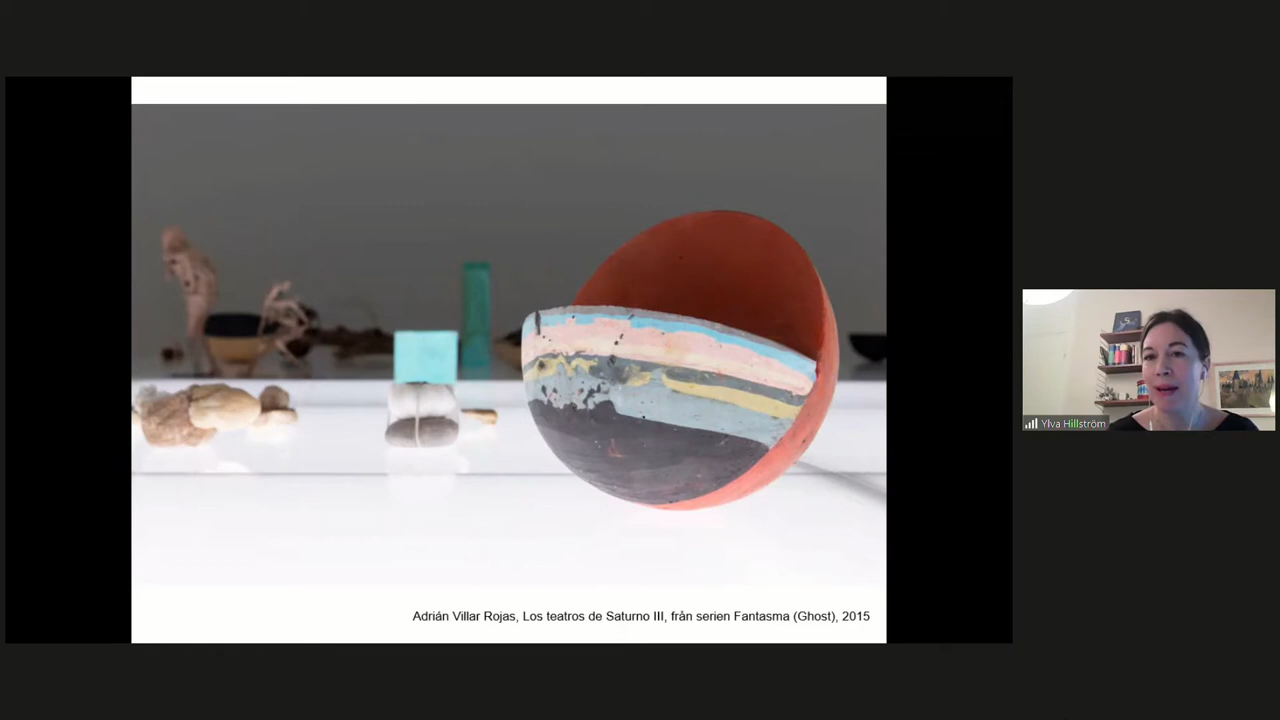 Adrián Villar Rojas, Los teatros de Saturno III, från serien Fantasma (Ghost), 2015
Ylva Hillström